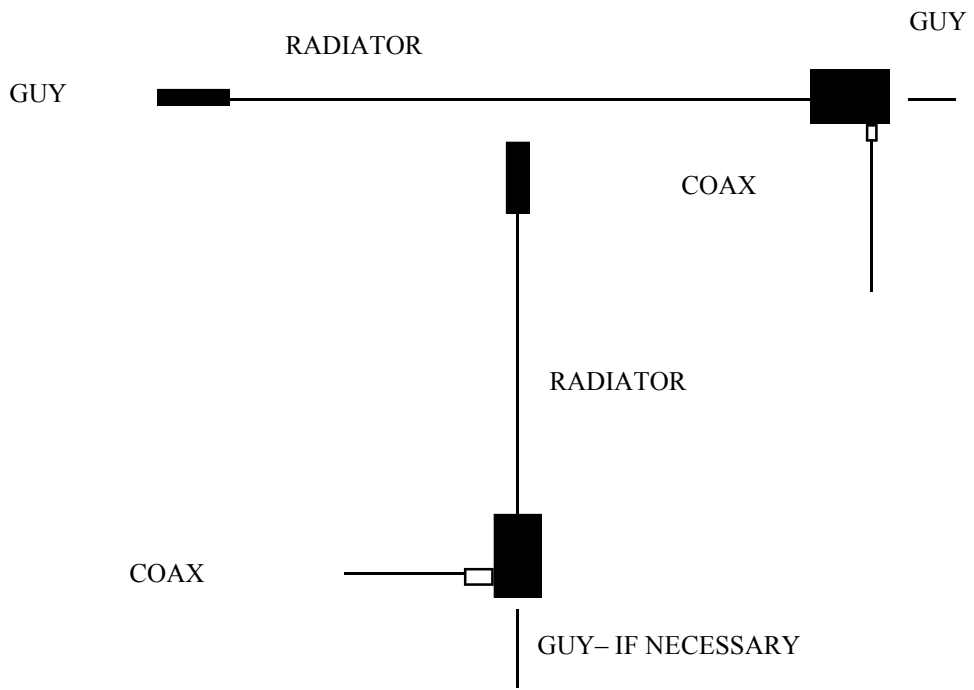 GUY
RADIATOR
GUY
COAX
RADIATOR
COAX
GUY– IF NECESSARY